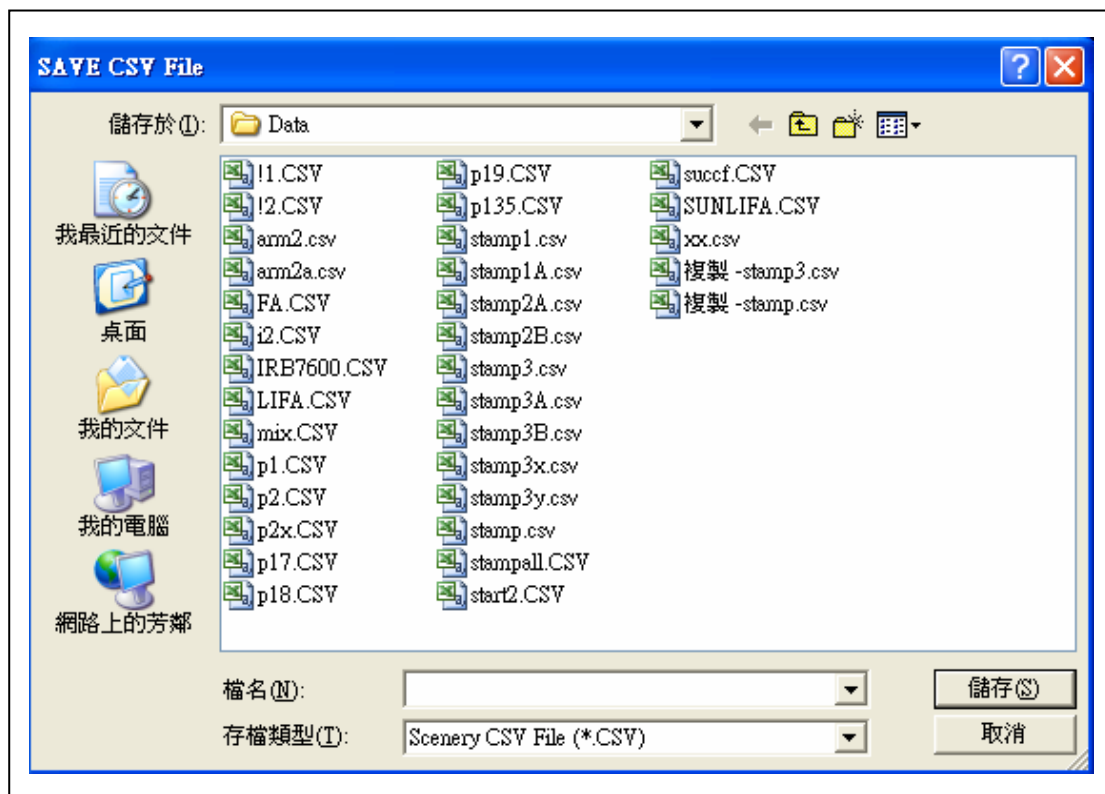 SAVE CSV File
儲存於(I):
Data
我最近的文件
桌面
我的文件
我的電腦
網路上的芳鄰
!1.CSV
!2.CSV
arm2.csv
arm2a.csv
FA.CSV
i2.CSV
IRB7600.CSV
LIFA.CSV
mix.CSV
p1.CSV
p2.CSV
p2x.CSV
p17.CSV
p18.CSV
p19.CSV
p135.CSV
stamp1.csv
stamp1A.csv
stamp2A.csv
stamp2B.csv
stamp3.csv
stamp3A.csv
stamp3B.csv
stamp3x.csv
stamp3y.csv
stamp.csv
stampall.CSV
start2.CSV
succf.CSV
SUNLIFA.CSV
xx.csv
複製 -stamp3.csv
複製 -stamp.csv
檔名(N):
儲存(S)
存檔類型(T):
Scenery CSV File (*.CSV)
取消